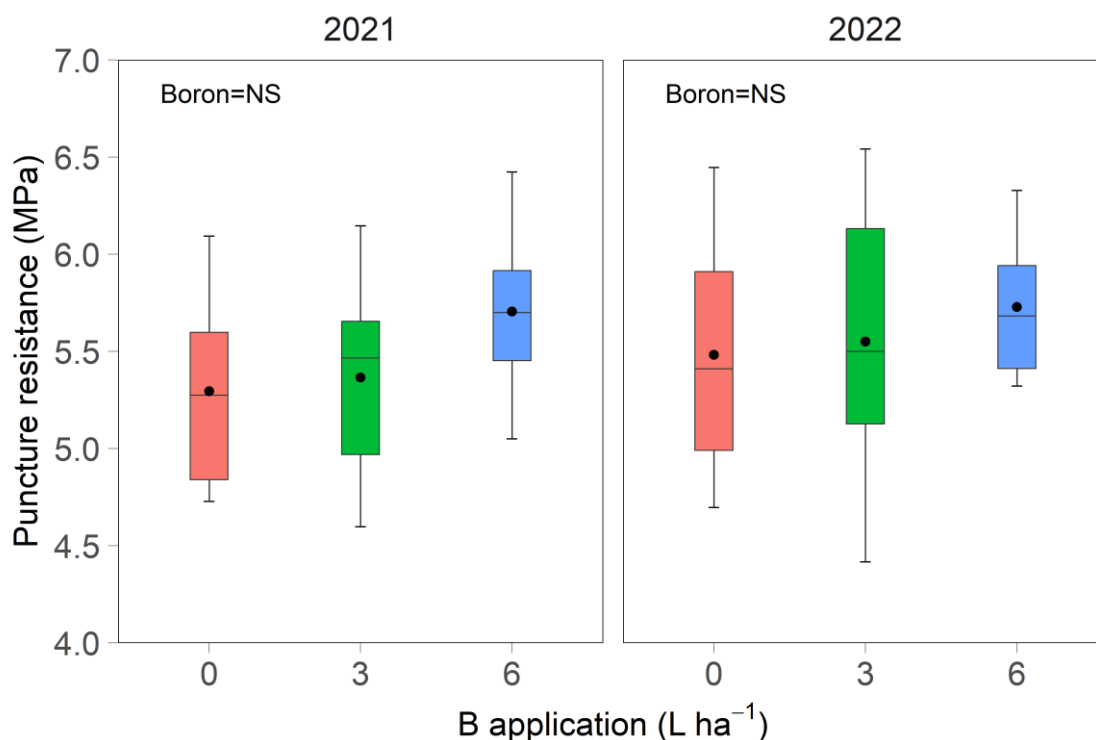 2021
2022
Boron=NS
Boron=NS
Puncture resistance (MPa)
7.0
6.5
6.0
5.5
5.0
4.5
4.0
0 3 6
0 3 6
B application (L ha⁻¹)